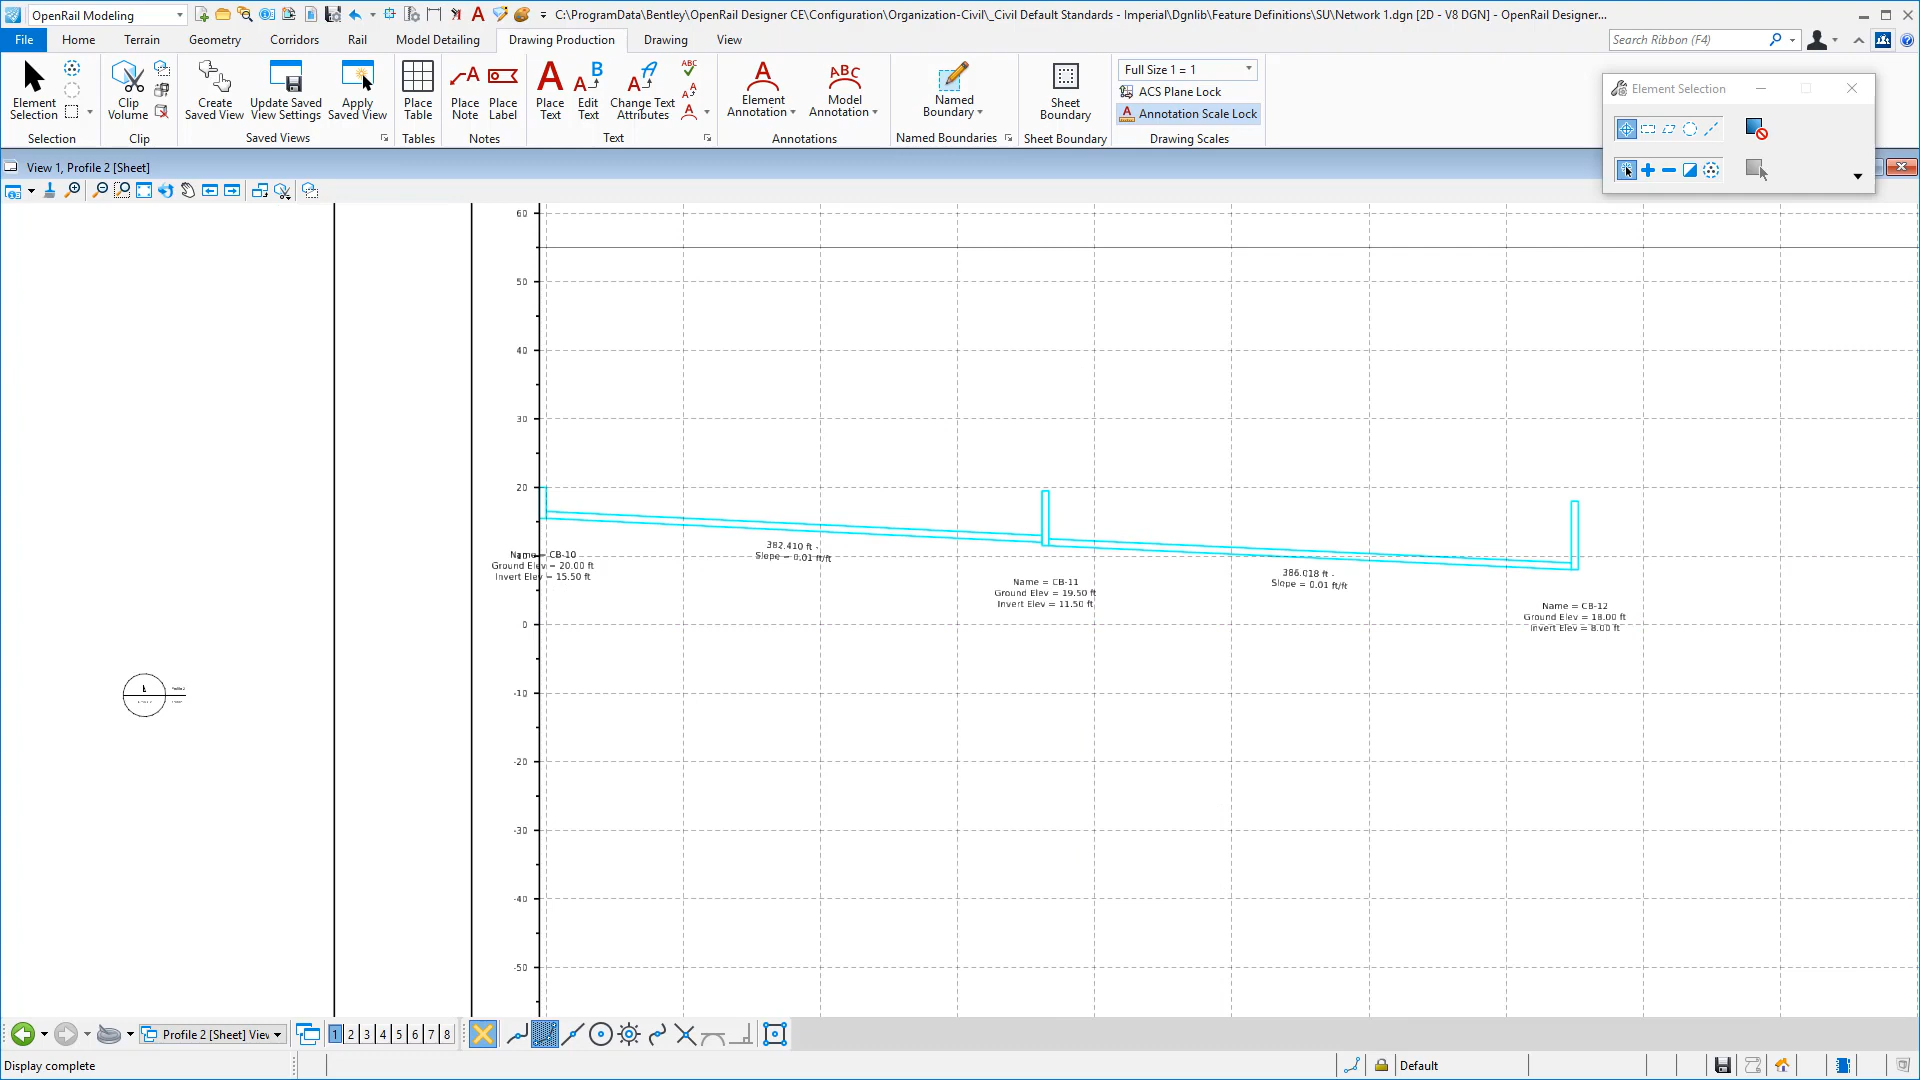 OpenRail Modeling
C:\ProgramData\Bentley\OpenRail Designer CE\Configuration\Organization-Civil\_Civil Default Standards - Imperial\Dgnlib\Feature Definitions\SU\Network 1.dgn [2D - V8 DGN] - OpenRail Designer...
File
Home
Terrain
Geometry
Corridors
Rail
Model Detailing
Drawing Production
Drawing
View
Search Ribbon (F4)
Element Selection
Clip Volume
Create Saved View
Update Saved View Settings
Apply Saved View
Place Table
Place Note
Place Label
Place Text
Edit Text
Change Text Attributes
Element Annotation
Model Annotation
Named Boundary
Sheet Boundary
Full Size 1 = 1
ACS Plane Lock
Annotation Scale Lock
Selection
Clip
Saved Views
Tables
Notes
Text
Annotations
Named Boundaries
Sheet Boundary
Drawing Scales
Element Selection
View 1, Profile 2 [Sheet]
60
50
40
30
20
0
-10
-20
-30
-40
-50
Name = CB-10
Ground Elev = 20.00 ft
Invert Elev = 15.50 ft
382.410 ft -
Slope = 0.01 ft/ft
Name = CB-11
Ground Elev = 19.50 ft
Invert Elev = 11.50 ft
386.018 ft -
Slope = 0.01 ft/ft
Name = CB-12
Ground Elev = 18.00 ft
Invert Elev = 8.00 ft
Profile 2 [Sheet] Viev
1 2 3 4 5 6 7 8
Display complete
Default